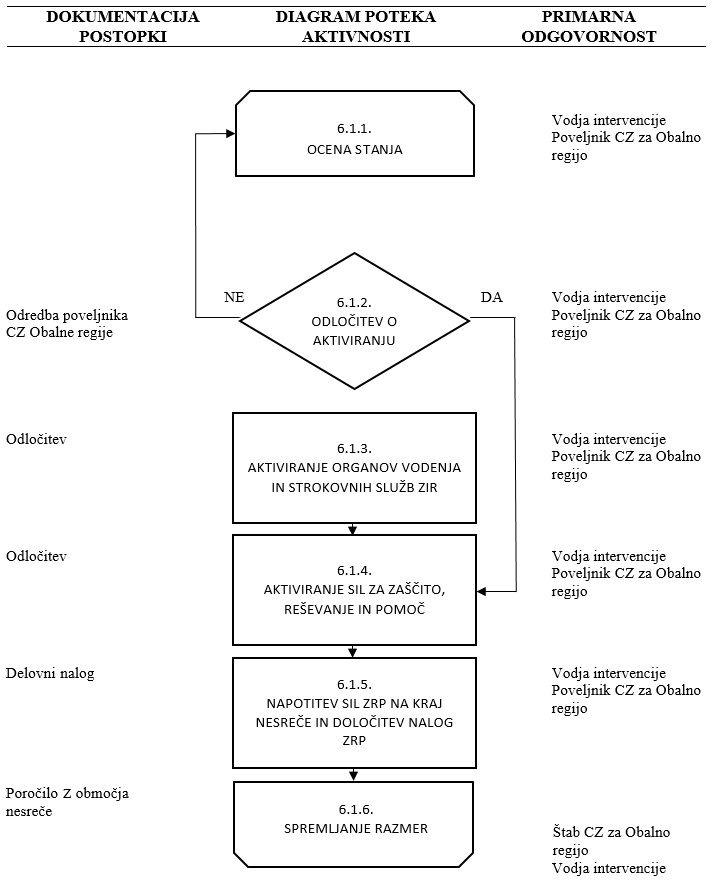 DOKUMENTACIJA
POSTOPKI
DIAGRAM POTEKA
AKTIVNOSTI
PRIMARNA
ODGOVORNOST
6.1.1.
OCENA STANJA
Vodja intervencije
Poveljnik CZ za Obalno
regijo
Odredba poveljnika
CZ Obalne regije
NE
6.1.2.
ODLOČITEV O
AKTIVIRANJU
DA
Vodja intervencije
Poveljnik CZ za Obalno
regijo
Odločitev
6.1.3.
AKTIVIRANJE ORGANOV VODENJA
IN STROKOVNIH SLUŽB ZIR
Vodja intervencije
Poveljnik CZ za Obalno
regijo
Odločitev
6.1.4.
AKTIVIRANJE SIL ZA ZAŠČITO,
REŠEVANJE IN POMOČ
Vodja intervencije
Poveljnik CZ za Obalno
regijo
Delovni nalog
6.1.5.
NAPOTITEV SIL ZRP NA KRAJ
NESREČE IN DOLOČITEV NALOG
ZRP
Vodja intervencije
Poveljnik CZ za Obalno
regijo
Poročilo Z območja
nesreče
6.1.6.
SPREMLJANJE RAZMER
Štab CZ za Obalno
regijo
Vodja intervencije